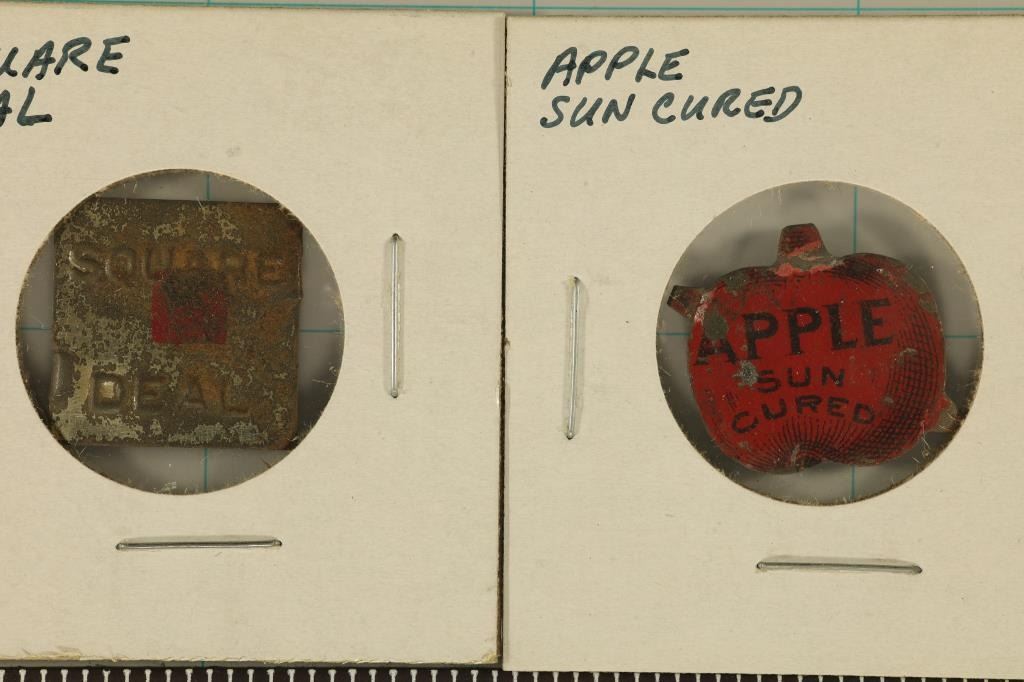 UARE
AL
SQUARE
DEAL
APPLE
SUN CURED
APPLE
SUN
CURED